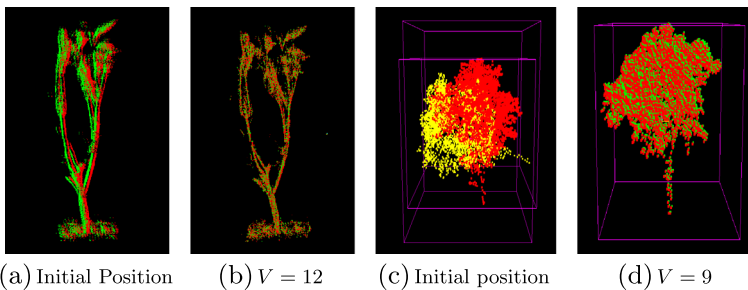 (a) Initial Position (b) V = 12 (c) Initial position (d) V = 9